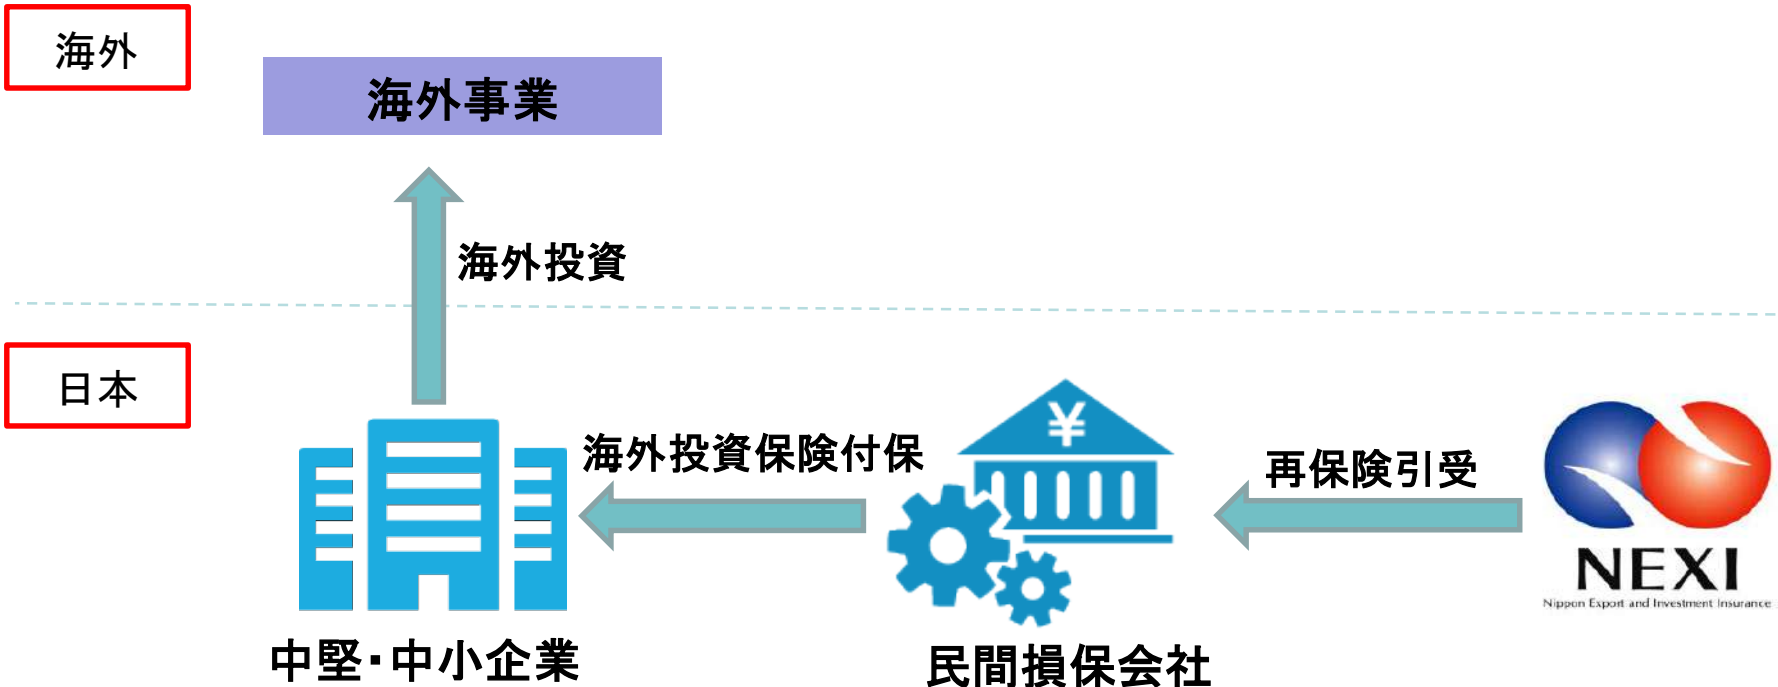 海外
海外事業
海外投資
日本
¥
海外投資保険付保
再保険引受
NEXI
Nippon Export and Investment Insurance
中堅・中小企業
民間損保会社